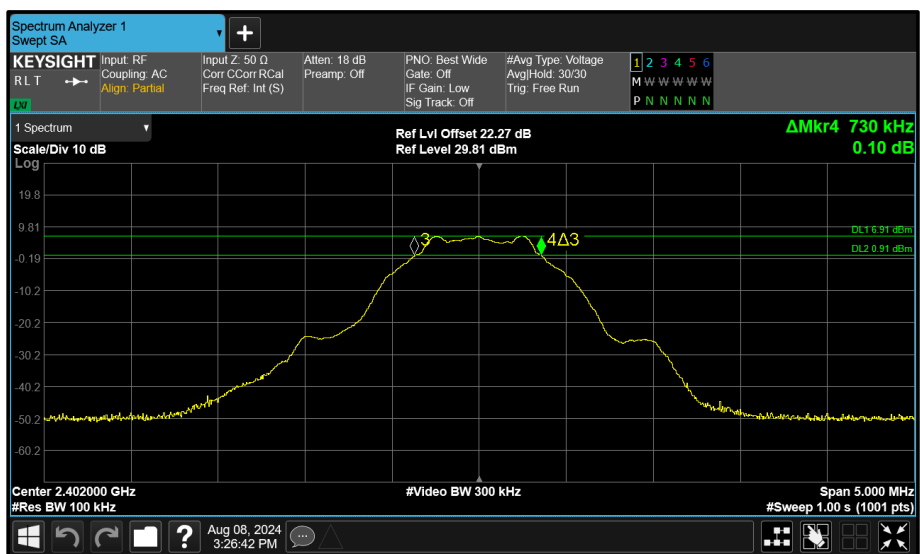 Spectrum Analyzer 1
Swept SA
+
KEYSIGHT
R L T
LXI
Input: RF
Coupling: AC
Align: Partial
Input Z: 50 Ω
Corr CCorr RCal
Freq Ref: Int (S)
Atten: 18 dB
Preamp: Off
PNO: Best Wide
Gate: Off
IF Gain: Low
Sig Track: Off
#Avg Type: Voltage
Avg|Hold: 30/30
Trig: Free Run
1 2 3 4 5 6
M W W W W W
P N N N N N
1 Spectrum
Ref Lvl Offset 22.27 dB
ΔMkr4 730 kHz
Scale/Div 10 dB
Ref Level 29.81 dBm
0.10 dB
Log
19.8
9.81
DL1 6.91 dBm
3
4Δ3
DL2 0.91 dBm
-0.19
-10.2
-20.2
-30.2
-40.2
-50.2
-60.2
Center 2.402000 GHz
#Video BW 300 kHz
Span 5.000 MHz
#Res BW 100 kHz
#Sweep 1.00 s (1001 pts)
?
Aug 08, 2024
3:26:42 PM